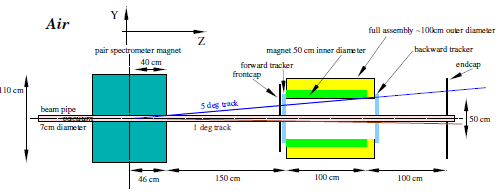 Air
Y
Z
full assembly ~100cm outer diameter
pair spectrometer magnet
magnet 50 cm inner diameter
backward tracker
40 cm
forward tracker
frontcap
endcap
110 cm
5 deg track
beam pipe
vacuum
7cm diameter
1 deg track
50 cm
46 cm
150 cm
100 cm
100 cm